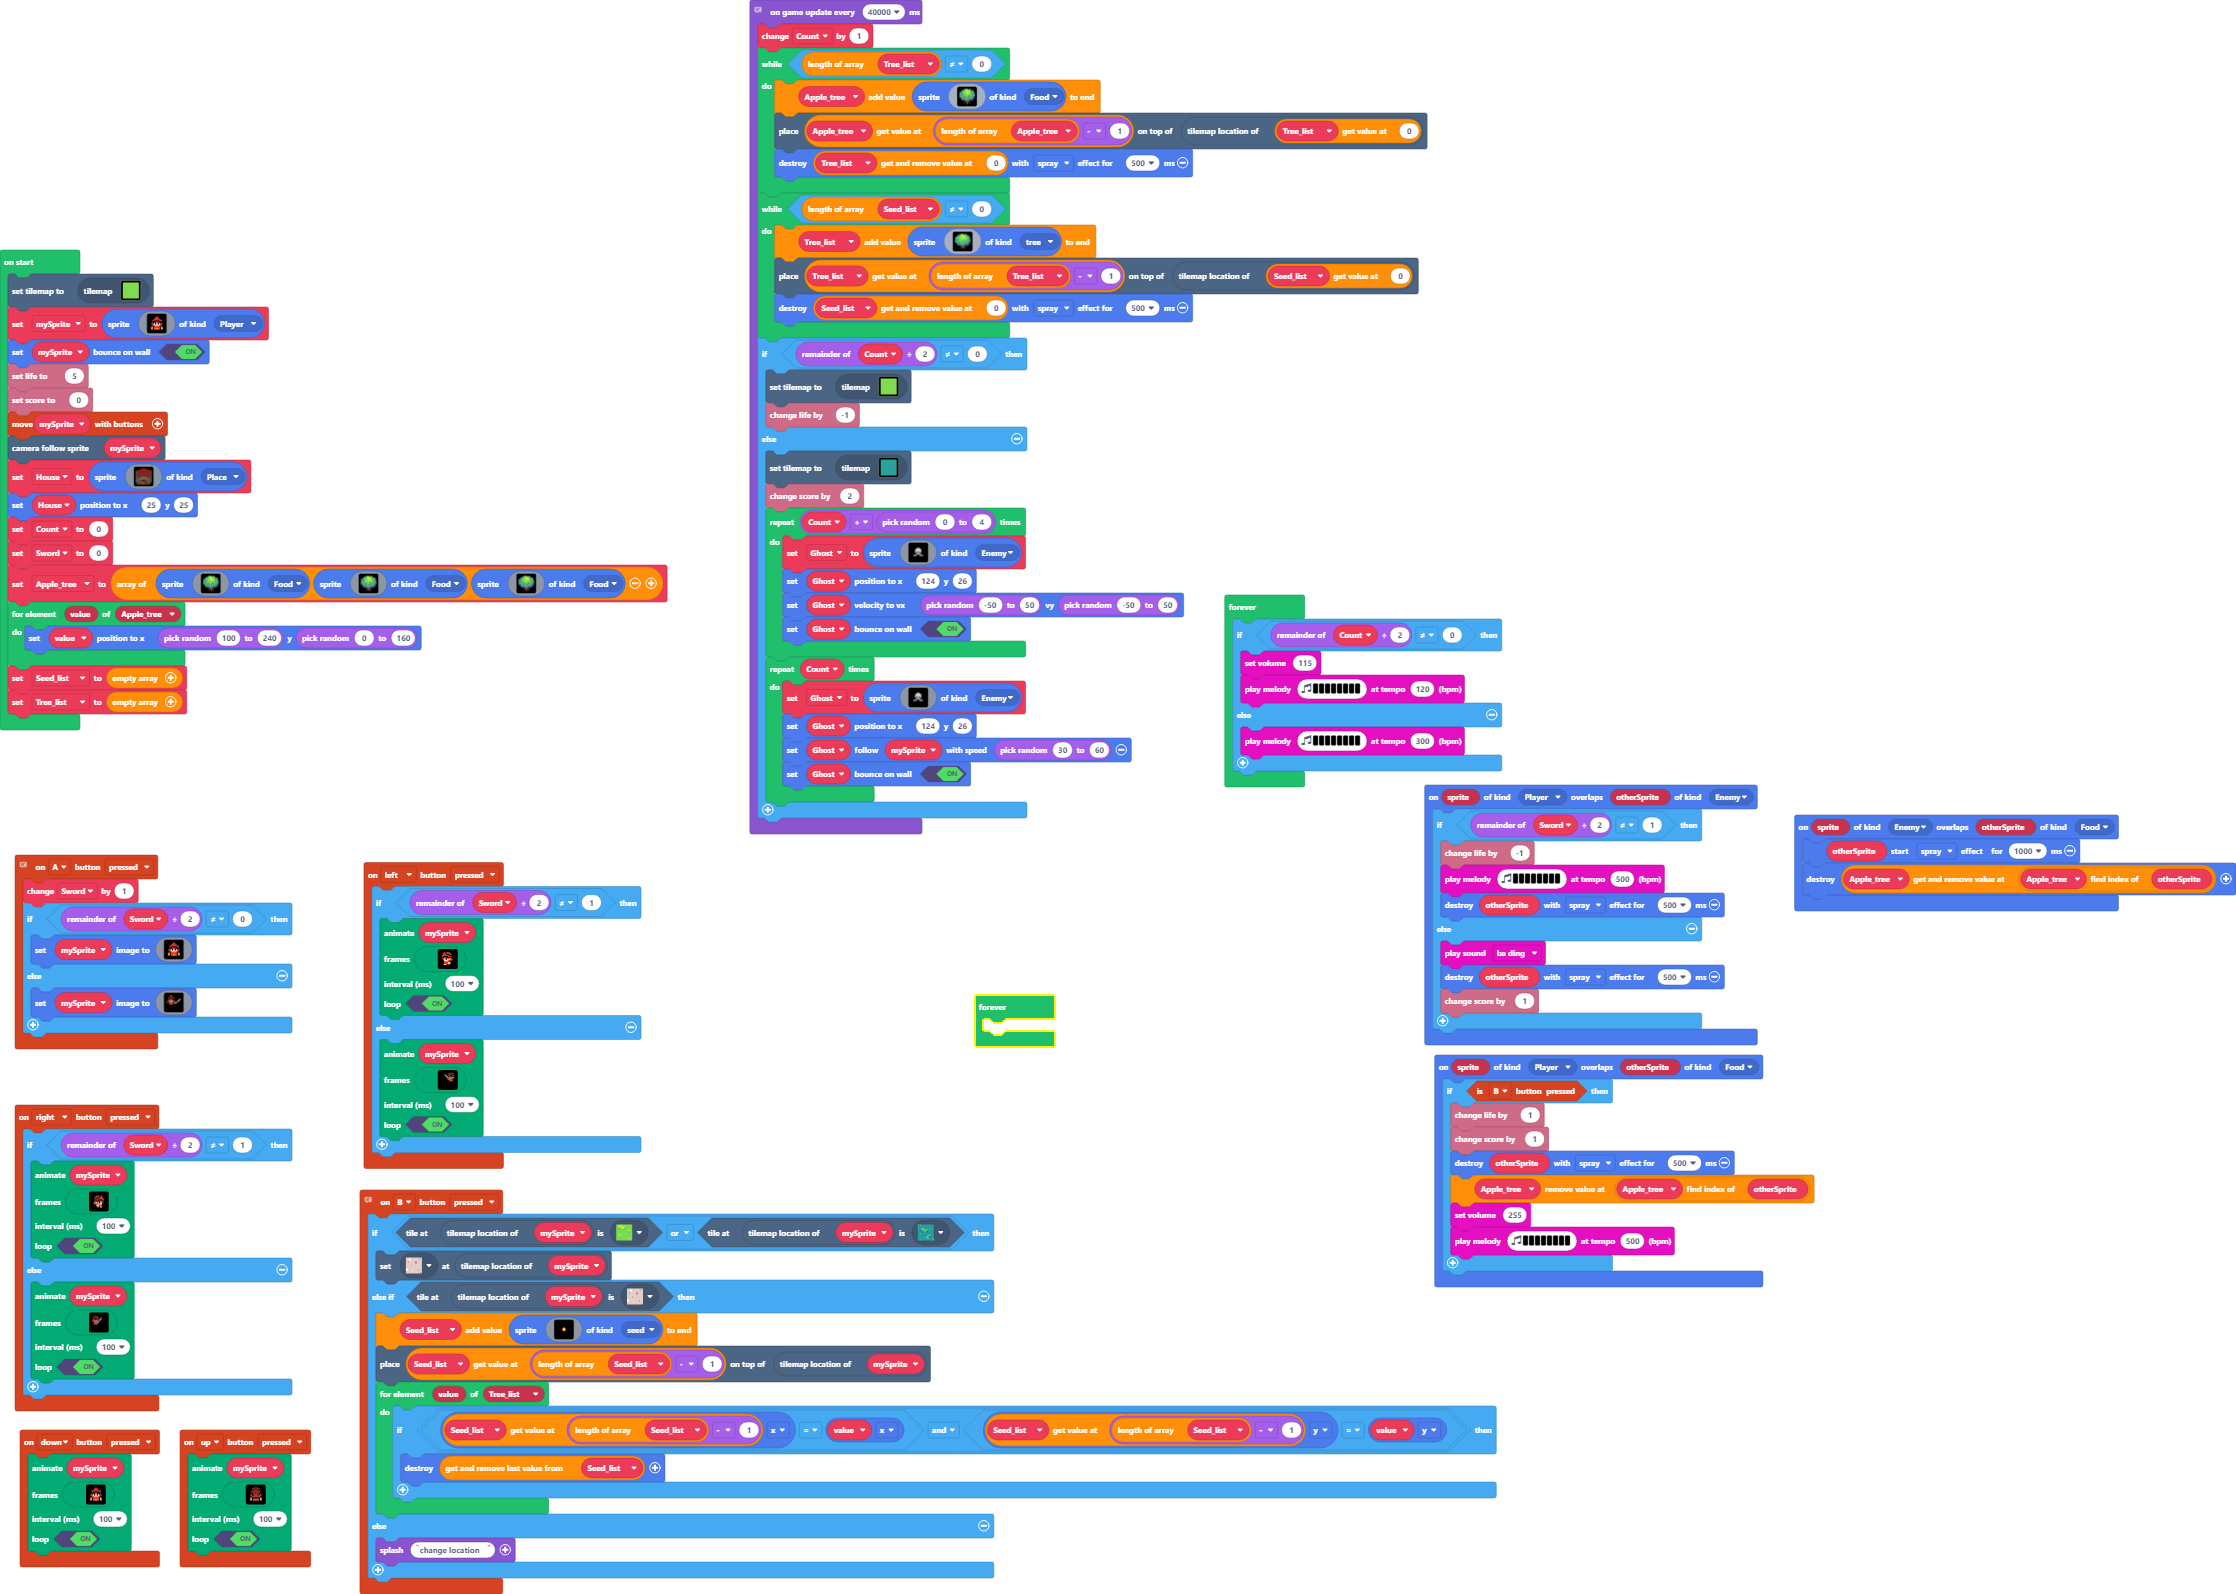 on game update every 40000 ms
change Count by 1
while length of array Tree_list ≠ 0
do
Apple_tree add value sprite of kind Food to end
place Apple_tree get value at length of array Apple_tree - 1 on top of tilemap location of Tree_list get value at 0
destroy Tree_list get and remove value at 0 with spray effect for 500 ms
while length of array Seed_list ≠ 0
do
Tree_list add value sprite of kind tree to end
place Tree_list get value at length of array Tree_list - 1 on top of tilemap location of Seed_list get value at 0
destroy Seed_list get and remove value at 0 with spray effect for 500 ms
if remainder of Count ÷ 2 ≠ 0 then
set tilemap to tilemap
change life by -1
else
set tilemap to tilemap
change score by 2
repeat Count + pick random 0 to 4 times
do
set Ghost to sprite of kind Enemy
set Ghost position to x 124 y 26
set Ghost velocity to vx pick random -50 to 50 vy pick random -50 to 50
set Ghost bounce on wall ON
repeat Count times
do
set Ghost to sprite of kind Enemy
set Ghost position to x 124 y 26
set Ghost follow mySprite with speed pick random 30 to 60
set Ghost bounce on wall ON
on start
set tilemap to tilemap
set mySprite to sprite of kind Player
set mySprite bounce on wall ON
set life to 5
set score to 0
move mySprite with buttons
camera follow sprite mySprite
set House to sprite of kind Place
set House position to x 25 y 25
set Count to 0
set Sword to 0
set Apple_tree to array of sprite of kind Food sprite of kind Food sprite of kind Food
for element value of Apple_tree
do
set value position to x pick random 100 to 240 y pick random 0 to 160
set Seed_list to empty array
set Tree_list to empty array
forever
if remainder of Count ÷ 2 ≠ 0 then
set volume 115
play melody at tempo 120 (bpm)
else
play melody at tempo 300 (bpm)
on sprite of kind Player overlaps otherSprite of kind Enemy
if remainder of Sword ÷ 2 ≠ 1 then
change life by -1
play melody at tempo 500 (bpm)
destroy otherSprite with spray effect for 500 ms
else
play sound ba ding
destroy otherSprite with spray effect for 500 ms
change score by 1
on sprite of kind Enemy overlaps otherSprite of kind Food
otherSprite start spray effect for 1000 ms
destroy Apple_tree get and remove value at Apple_tree find index of otherSprite
on A button pressed
change Sword by 1
if remainder of Sword ÷ 2 ≠ 0 then
set mySprite image to
else
set mySprite image to
on left button pressed
if remainder of Sword ÷ 2 ≠ 1 then
animate mySprite
frames
interval (ms) 100
loop ON
else
animate mySprite
frames
interval (ms) 100
loop ON
forever
on sprite of kind Player overlaps otherSprite of kind Food
if is B button pressed then
change life by 1
change score by 1
destroy otherSprite with spray effect for 500 ms
Apple_tree remove value at Apple_tree find index of otherSprite
set volume 255
play melody at tempo 500 (bpm)
on right button pressed
if remainder of Sword ÷ 2 ≠ 1 then
animate mySprite
frames
interval (ms) 100
loop ON
else
animate mySprite
frames
interval (ms) 100
loop ON
on B button pressed
if tile at tilemap location of mySprite is or tile at tilemap location of mySprite is then
set at tilemap location of mySprite
else if tile at tilemap location of mySprite is then
Seed_list add value sprite of kind seed to end
place Seed_list get value at length of array Seed_list - 1 on top of tilemap location of mySprite
for element value of Tree_list
do
if Seed_list get value at length of array Seed_list - 1 x = value x and Seed_list get value at length of array Seed_list - 1 y = value y then
destroy get and remove last value from Seed_list
else
splash "change location"
on down button pressed
animate mySprite
frames
interval (ms) 100
loop ON
on up button pressed
animate mySprite
frames
interval (ms) 100
loop ON